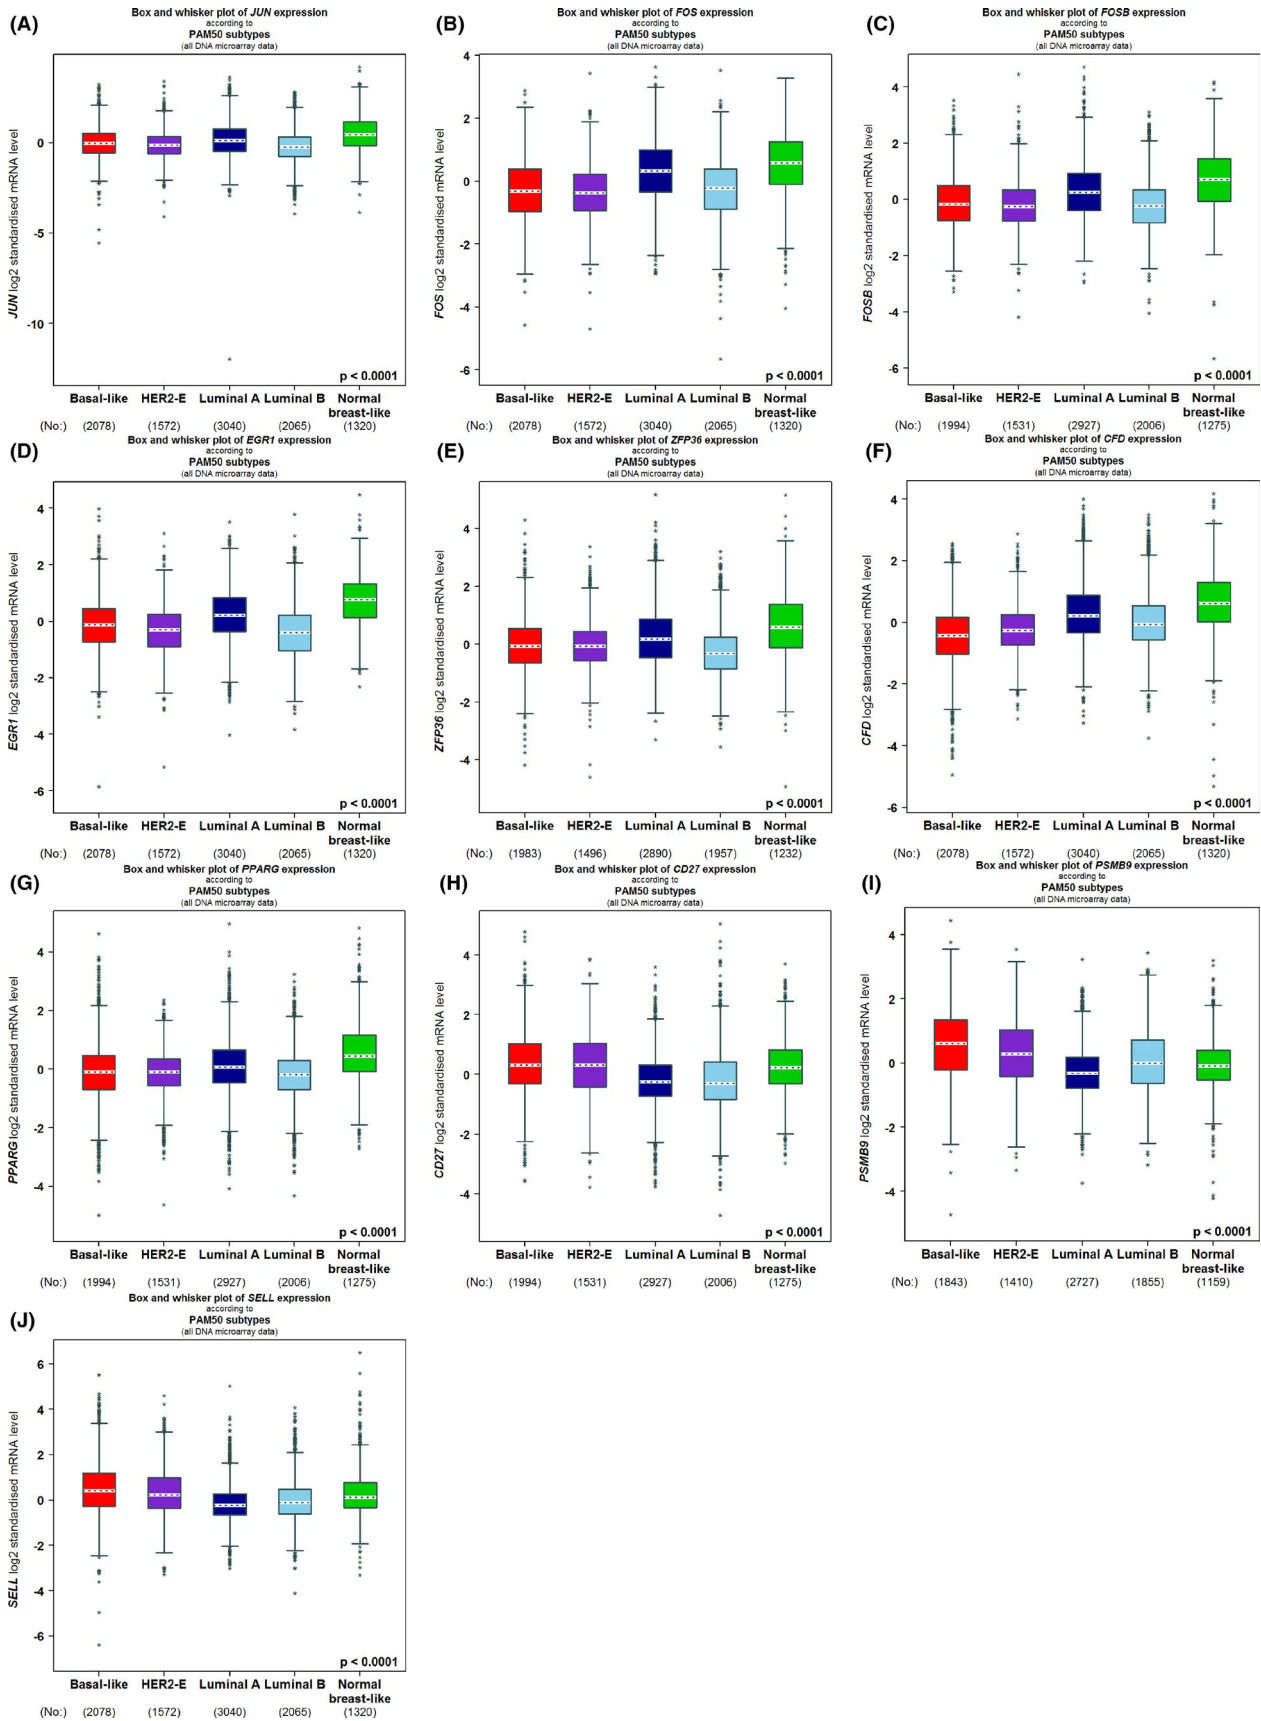 (A)
Box and whisker plot of JUN expression
according to
PAM50 subtypes
(all DNA microarray data)
JUN log2 standardised mRNA level
0
-5
-10
p < 0.0001
Basal-like HER2-E Luminal A Luminal B Normal
breast-like
(No:) (2078) (1572) (3040) (2065) (1320)
(B)
Box and whisker plot of FOS expression
according to
PAM50 subtypes
(all DNA microarray data)
FOS log2 standardised mRNA level
4
2
0
-2
-4
-6
p < 0.0001
Basal-like HER2-E Luminal A Luminal B Normal
breast-like
(No:) (2078) (1572) (3040) (2065) (1320)
(C)
Box and whisker plot of FOSB expression
according to
PAM50 subtypes
(all DNA microarray data)
FOSB log2 standardised mRNA level
4
2
0
-2
-4
-6
p < 0.0001
Basal-like HER2-E Luminal A Luminal B Normal
breast-like
(No:) (1994) (1531) (2927) (2006) (1275)
(D)
Box and whisker plot of EGR1 expression
according to
PAM50 subtypes
(all DNA microarray data)
EGR1 log2 standardised mRNA level
4
2
0
-2
-4
-6
p < 0.0001
Basal-like HER2-E Luminal A Luminal B Normal
breast-like
(No:) (2078) (1572) (3040) (2065) (1320)
(E)
Box and whisker plot of ZFP36 expression
according to
PAM50 subtypes
(all DNA microarray data)
ZFP36 log2 standardised mRNA level
4
2
0
-2
-4
p < 0.0001
Basal-like HER2-E Luminal A Luminal B Normal
breast-like
(No:) (1983) (1496) (2890) (1957) (1232)
(F)
Box and whisker plot of CFD expression
according to
PAM50 subtypes
(all DNA microarray data)
CFD log2 standardised mRNA level
4
2
0
-2
-4
-6
p < 0.0001
Basal-like HER2-E Luminal A Luminal B Normal
breast-like
(No:) (2078) (1572) (3040) (2065) (1320)
(G)
Box and whisker plot of PPARG expression
according to
PAM50 subtypes
(all DNA microarray data)
PPARG log2 standardised mRNA level
4
2
0
-2
-4
p < 0.0001
Basal-like HER2-E Luminal A Luminal B Normal
breast-like
(No:) (1994) (1531) (2927) (2006) (1275)
(H)
Box and whisker plot of CD27 expression
according to
PAM50 subtypes
(all DNA microarray data)
CD27 log2 standardised mRNA level
4
2
0
-2
-4
p < 0.0001
Basal-like HER2-E Luminal A Luminal B Normal
breast-like
(No:) (1994) (1531) (2927) (2006) (1275)
(I)
Box and whisker plot of PSMB9 expression
according to
PAM50 subtypes
(all DNA microarray data)
PSMB9 log2 standardised mRNA level
4
2
0
-2
-4
p < 0.0001
Basal-like HER2-E Luminal A Luminal B Normal
breast-like
(No:) (1843) (1410) (2727) (1855) (1159)
(J)
Box and whisker plot of SELL expression
according to
PAM50 subtypes
(all DNA microarray data)
SELL log2 standardised mRNA level
6
4
2
0
-2
-4
-6
p < 0.0001
Basal-like HER2-E Luminal A Luminal B Normal
breast-like
(No:) (2078) (1572) (3040) (2065) (1320)